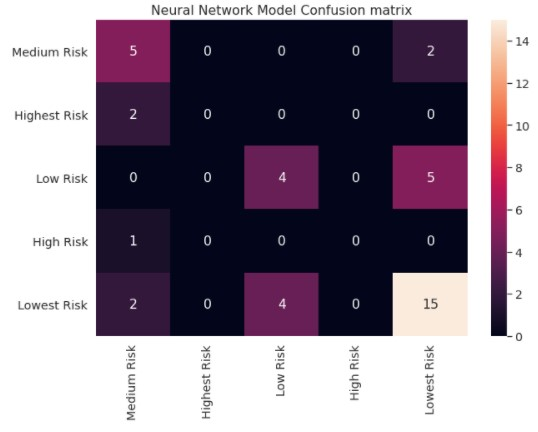 Neural Network Model Confusion matrix
Medium Risk 5 0 0 0 2
Highest Risk 2 0 0 0 0
Low Risk 0 0 4 0 5
High Risk 1 0 0 0 0
Lowest Risk 2 0 4 0 15
Medium Risk
Highest Risk
Low Risk
High Risk
Lowest Risk
14
12
10
8
6
4
2
0